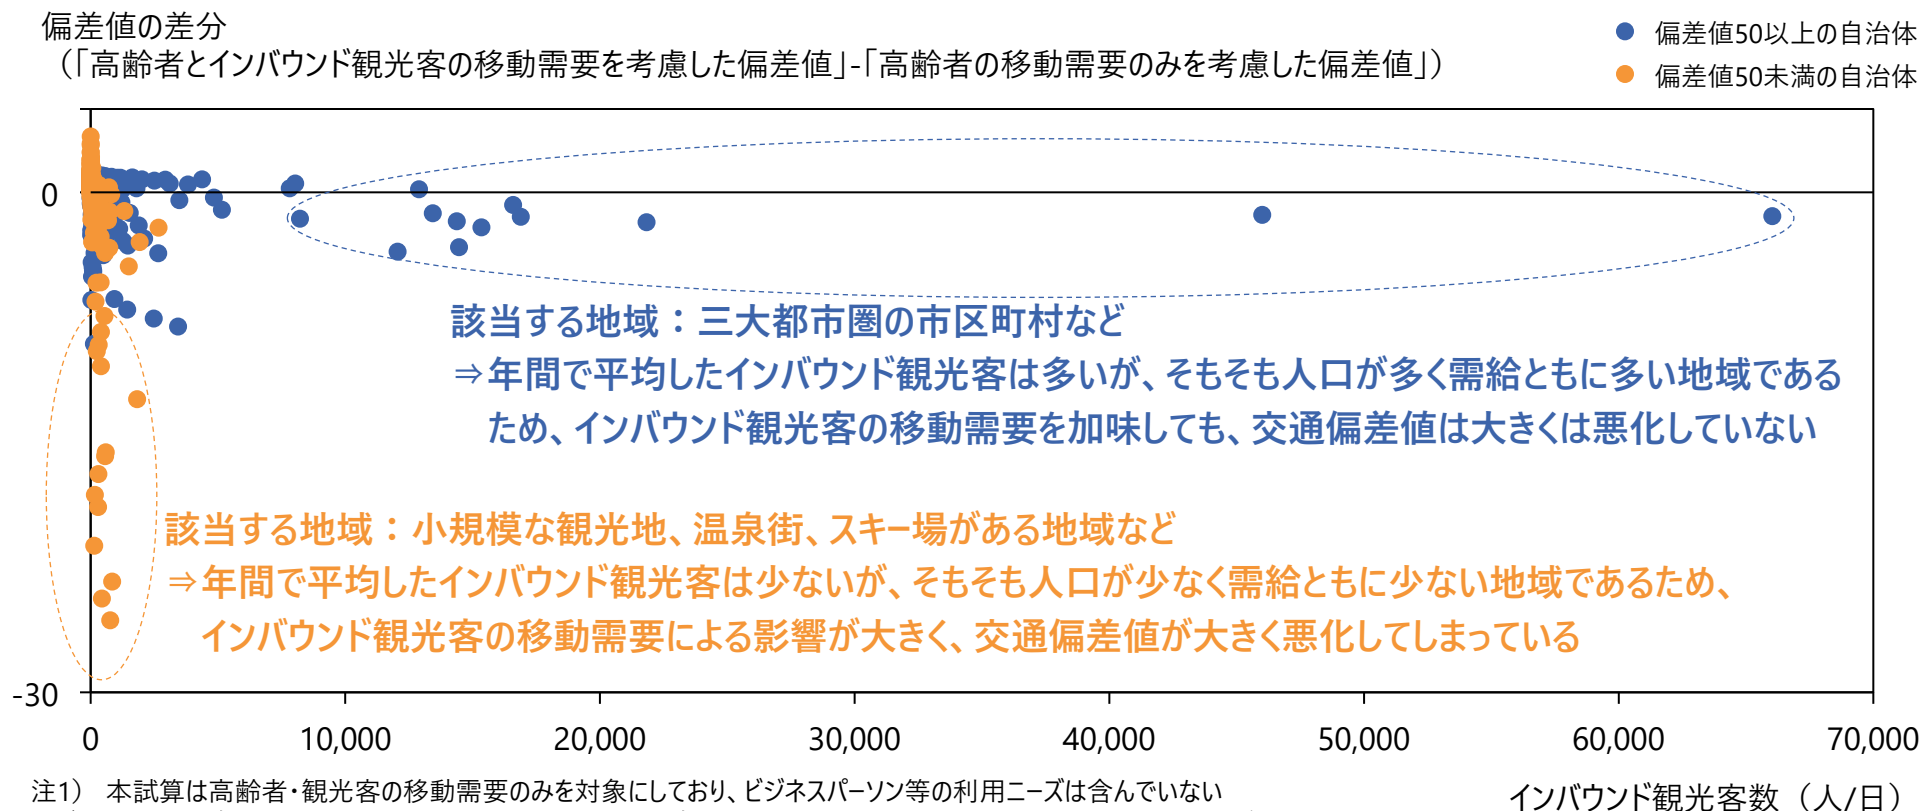 偏差値の差分
（「高齢者とインバウンド観光客の移動需要を考慮した偏差値」-「高齢者の移動需要のみを考慮した偏差値」）
偏差値50以上の自治体
偏差値50未満の自治体
0
該当する地域：三大都市圏の市区町村など
⇒年間で平均したインバウンド観光客は多いが、そもそも人口が多く需給ともに多い地域である
ため、インバウンド観光客の移動需要を加味しても、交通偏差値は大きくは悪化していない
該当する地域：小規模な観光地、温泉街、スキー場がある地域など
⇒年間で平均したインバウンド観光客は少ないが、そもそも人口が少なく需給ともに少ない地域であるため、
インバウンド観光客の移動需要による影響が大きく、交通偏差値が大きく悪化してしまっている
-30
0 10,000 20,000 30,000 40,000 50,000 60,000 70,000
注1） 本試算は高齢者・観光客の移動需要のみを対象にしており、ビジネスパーソン等の利用ニーズは含んでいない
インバウンド観光客数（人/日）